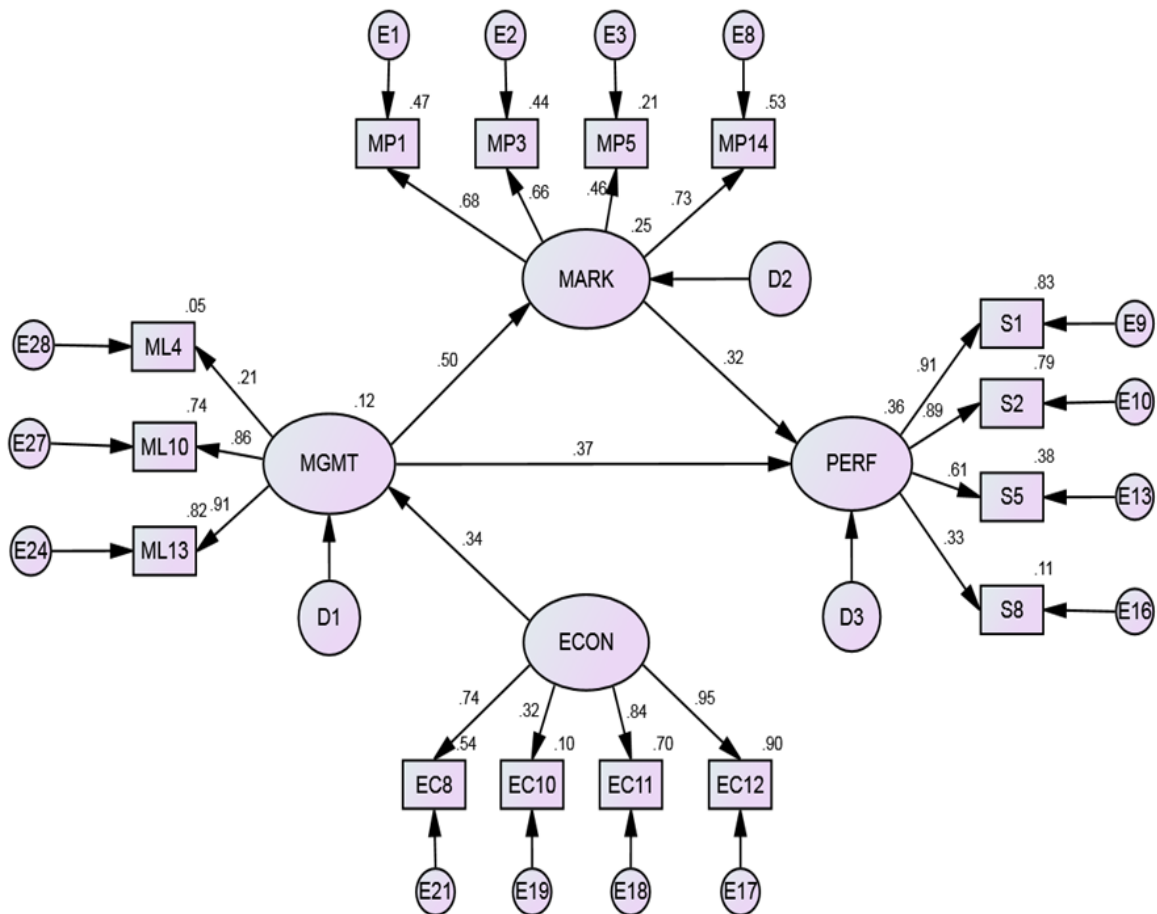 E1
E2
E3
E8
.47
.44
.21
.53
MP1
MP3
MP5
MP14
.68
.66
.46
.73
.25
MARK
D2
.05
E28
ML4
.21
.74
E27
ML10
.86
.82
.91
E24
ML13
.12
MGMT
.50
.32
.37
.34
D1
.83
S1
E9
.91
.79
.36
.89
S2
E10
PERF
.38
.61
S5
E13
.33
.11
S8
E16
D3
ECON
.74
.32
.84
.95
.54
.10
.70
.90
EC8
EC10
EC11
EC12
E21
E19
E18
E17